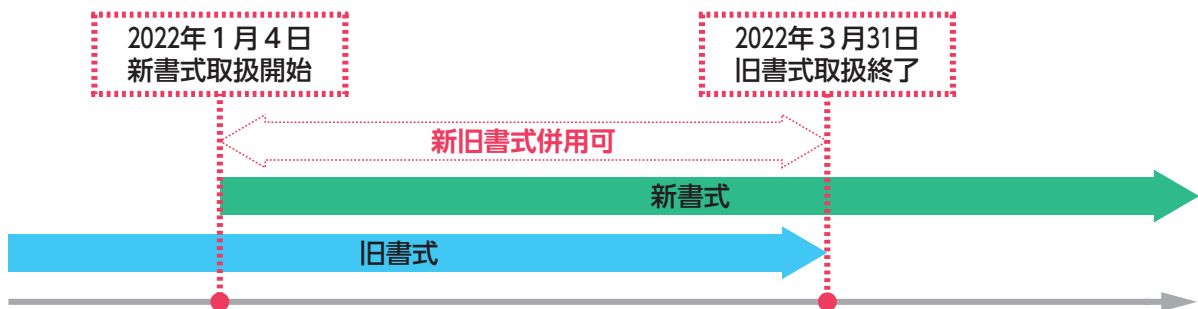 2022年１月４日
新書式取扱開始
2022年３月31日
旧書式取扱終了
新旧書式併用可
新書式
旧書式